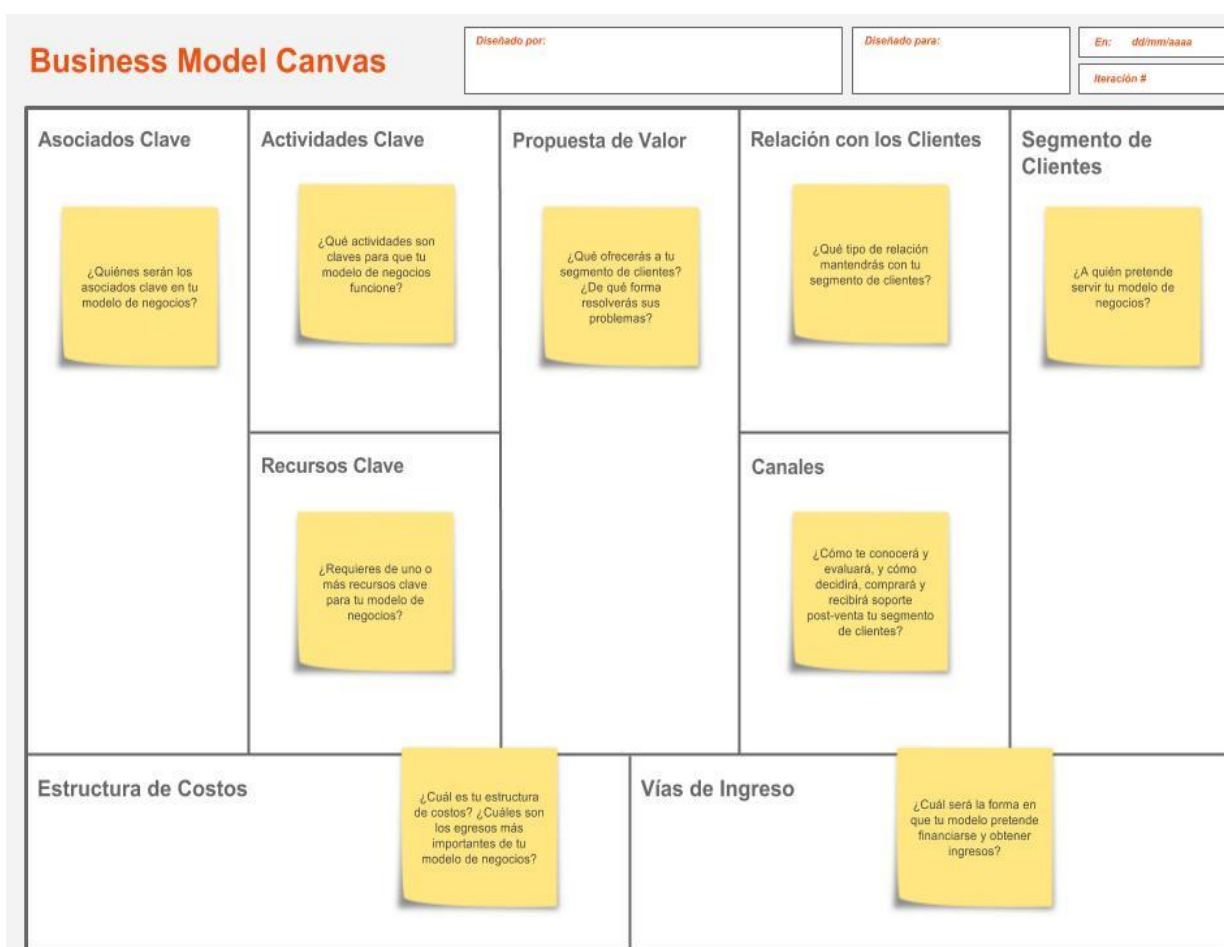 Business Model Canvas
Diseñado por:
Diseñado para:
En: dd/mm/aaaa
Iteración #
Asociados Clave
¿Quiénes serán los
asociados clave en tu
modelo de negocios?
Actividades Clave
¿Qué actividades son
claves para que tu
modelo de negocios
funcione?
Recursos Clave
¿Requieres de uno o
más recursos clave
para tu modelo de
negocios?
Propuesta de Valor
¿Qué ofrecerás a tu
segmento de clientes?
¿De qué forma
resolverás sus
problemas?
Relación con los Clientes
¿Qué tipo de relación
mantendrás con tu
segmento de clientes?
Canales
¿Cómo te conocerá y
evaluará, y cómo
decidirá, comprará y
recibirá soporte
post-venta tu segmento
de clientes?
Segmento de
Clientes
¿A quién pretende
servir tu modelo de
negocios?
Estructura de Costos
¿Cuál es tu estructura
de costos? ¿Cuáles son
los egresos más
importantes de tu
modelo de negocios?
Vías de Ingreso
¿Cuál será la forma en
que tu modelo pretende
financiarse y obtener
ingresos?